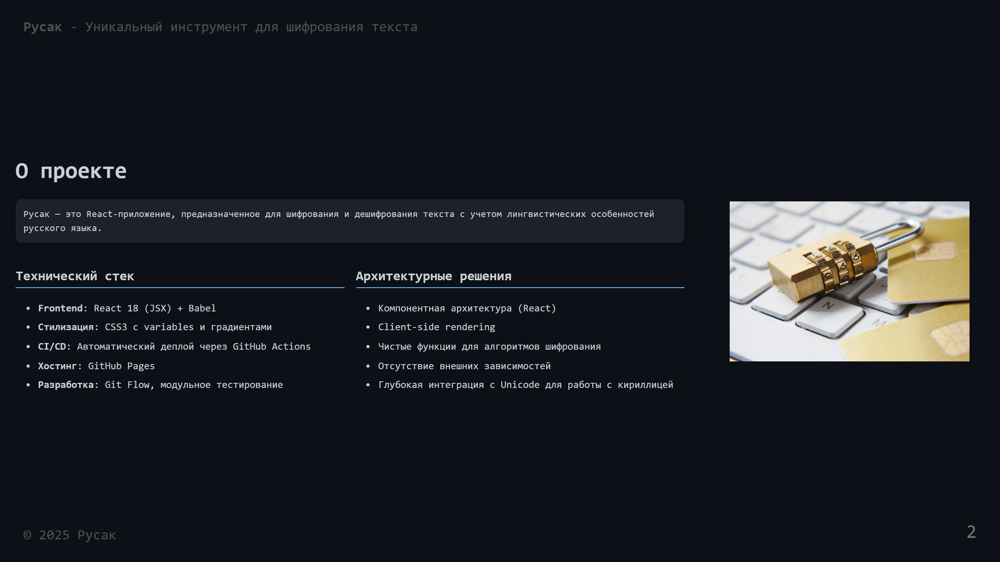 Русак - Уникальный инструмент для шифрования текста
О проекте
Русак — это React-приложение, предназначенное для шифрования и дешифрования текста с учетом лингвистических особенностей
русского языка.
Технический стек
• Frontend: React 18 (JSX) + Babel
• Стилизация: CSS3 с variables и градиентами
• CI/CD: Автоматический деплой через GitHub Actions
• Хостинг: GitHub Pages
• Разработка: Git Flow, модульное тестирование
Архитектурные решения
• Компонентная архитектура (React)
• Client-side rendering
• Чистые функции для алгоритмов шифрования
• Отсутствие внешних зависимостей
• Глубокая интеграция с Unicode для работы с кириллицей
N
M
© 2025 Русак
2